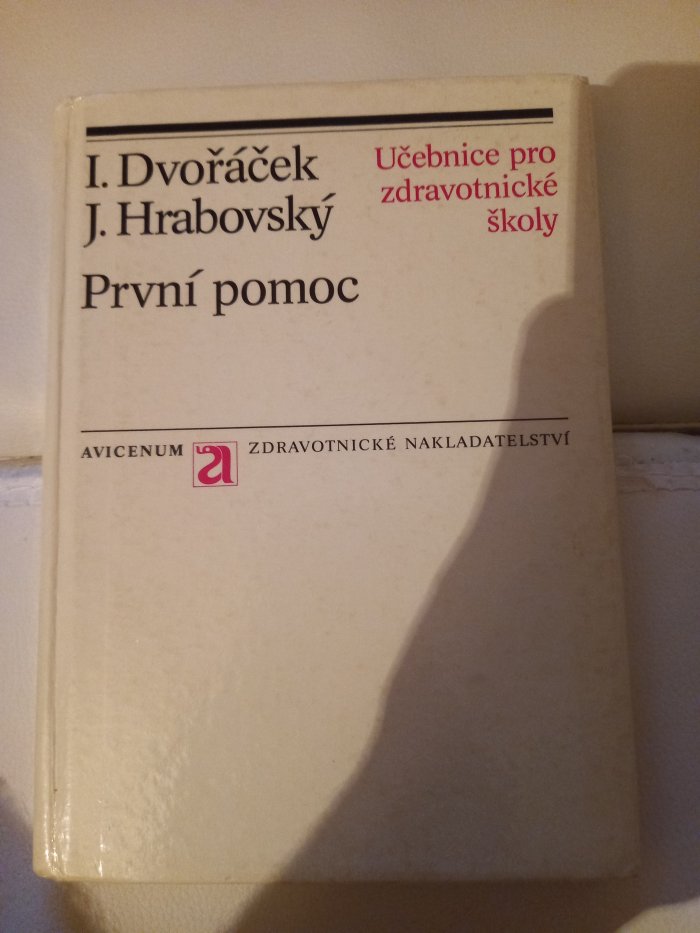 I. Dvořáček
J. Hrabovský
Učebnice pro
zdravotnické
školy
První pomoc
AVICENUM a ZDRAVOTNICKÉ NAKLADATELSTVÍ